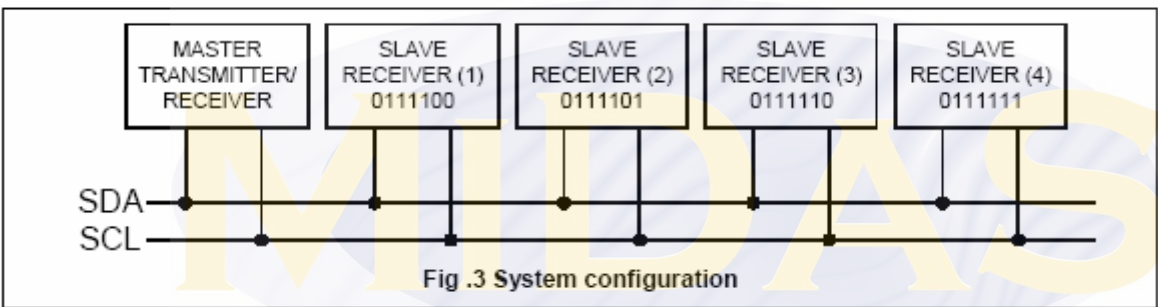 MASTER
TRANSMITTER/
RECEIVER
SLAVE
RECEIVER (1)
0111100
SLAVE
RECEIVER (2)
0111101
SLAVE
RECEIVER (3)
0111110
SLAVE
RECEIVER (4)
0111111
SDA
SCL
MIDAS
Fig .3 System configuration